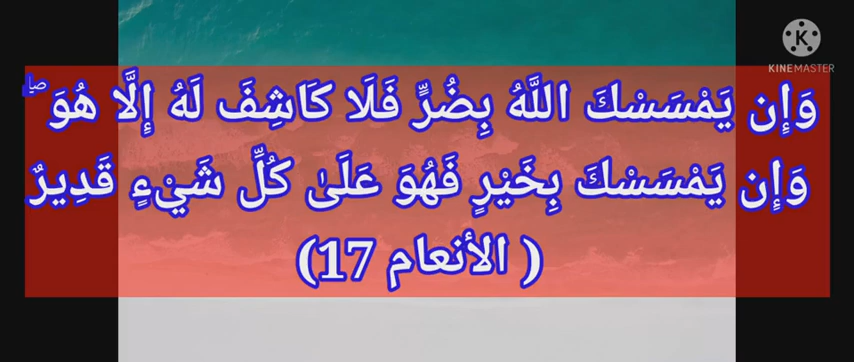 KINEMASTER
وَإِن يَمْسَسْكَ اللَّهُ بِضُرٍّ فَلَا كَاشِفَ لَهُ إِلَّا هُوَ ۖ
وَإِن يَمْسَسْكَ بِخَيْرٍ فَهُوَ عَلَىٰ كُلِّ شَيْءٍ قَدِيرٌ
( الأنعام 17)